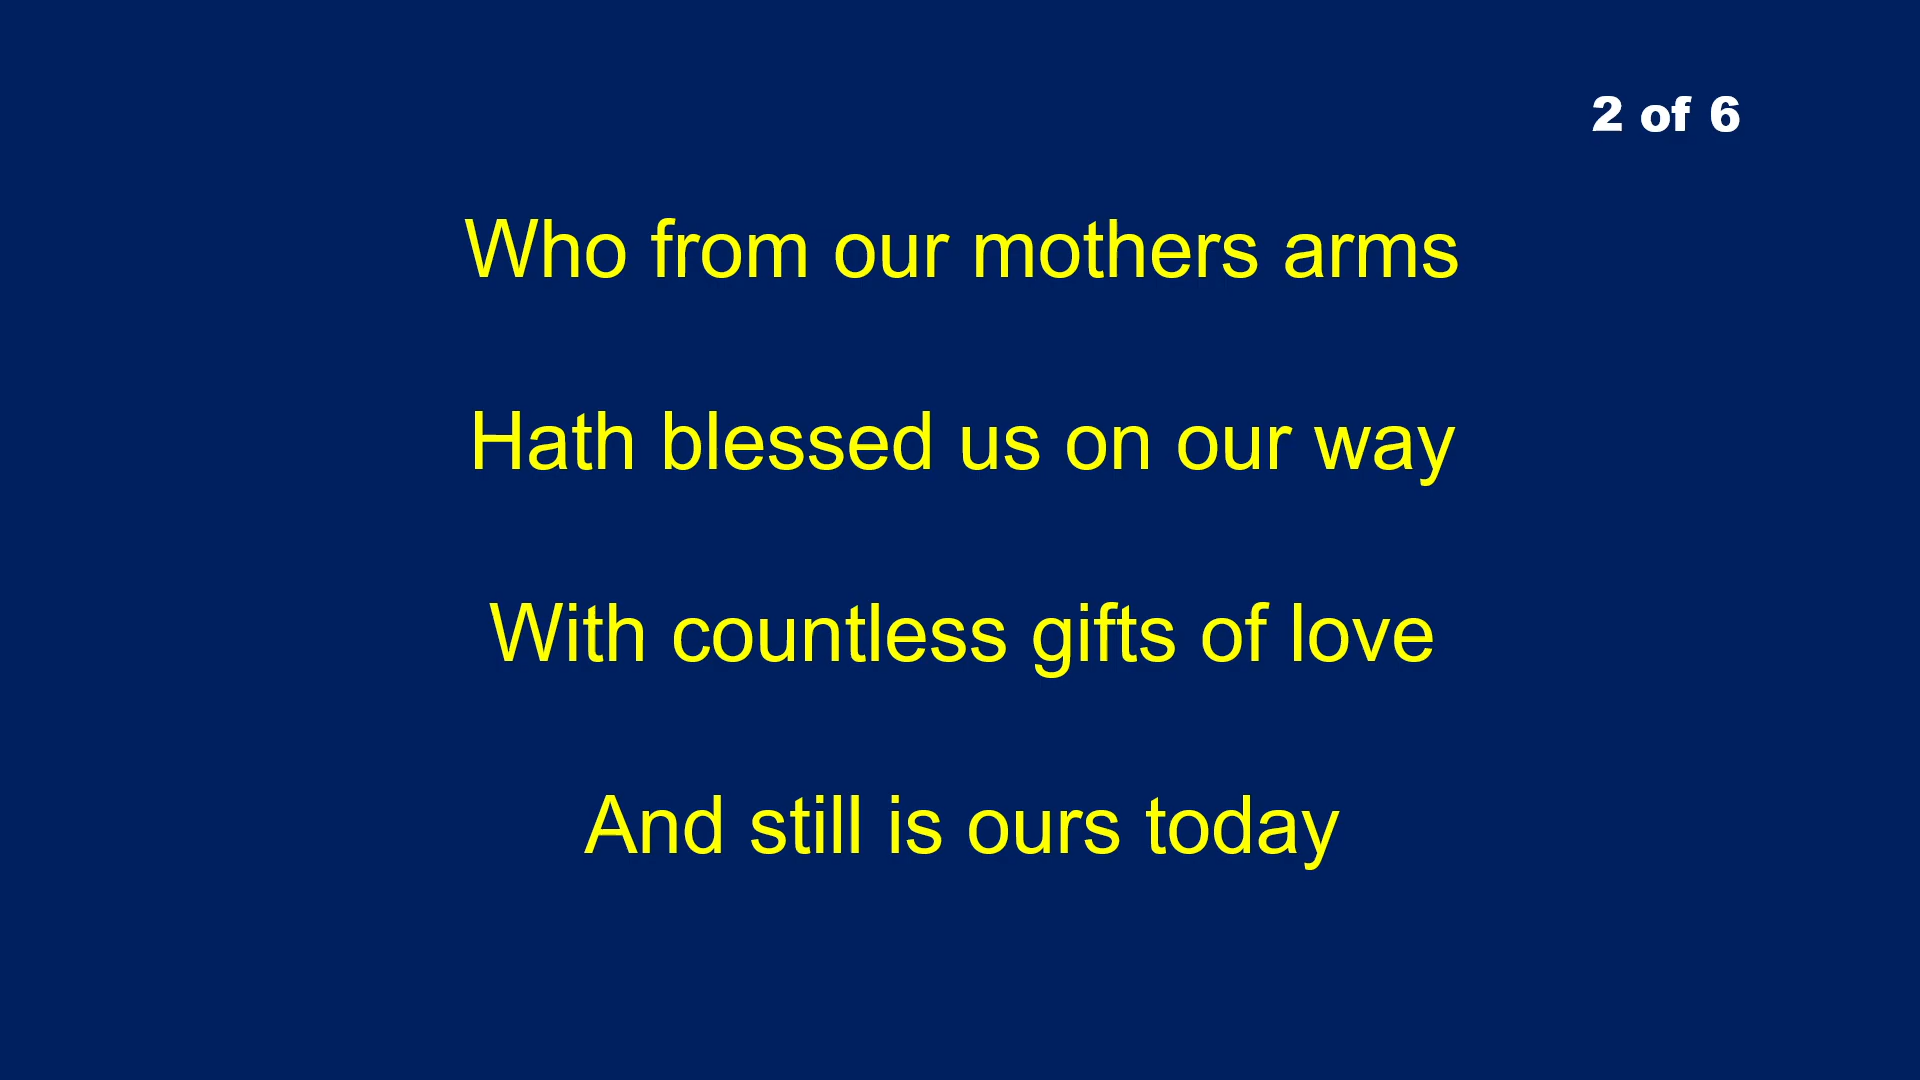 2 of 6
Who from our mothers arms
Hath blessed us on our way
With countless gifts of love
And still is ours today